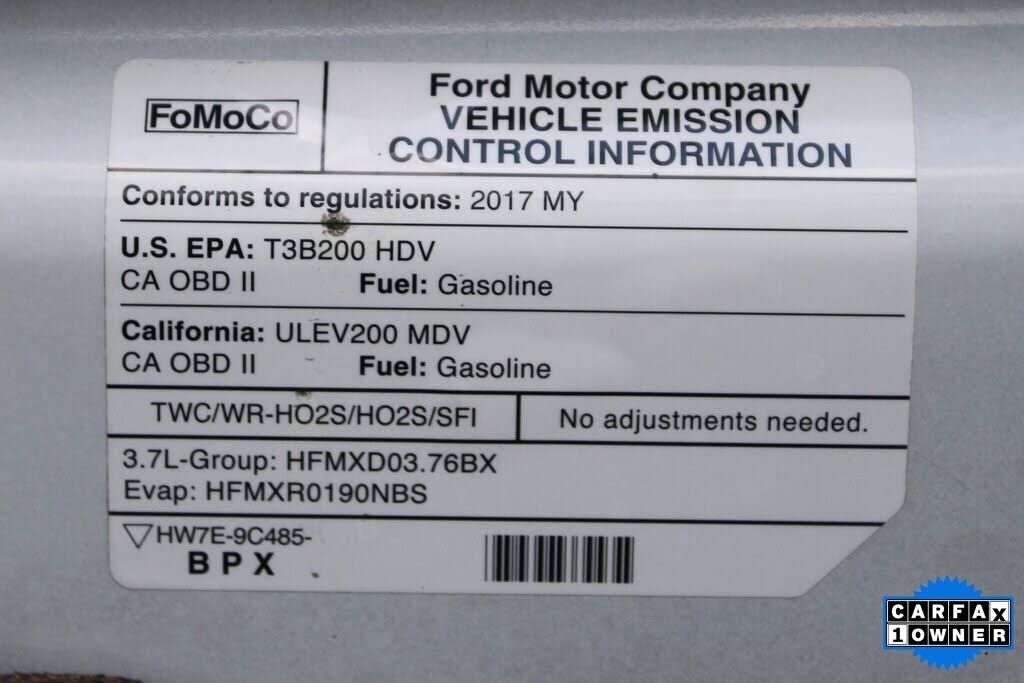 FoMoCo
Ford Motor Company
VEHICLE EMISSION
CONTROL INFORMATION
Conforms to regulations: 2017 MY
U.S. EPA: T3B200 HDV
CA OBD II Fuel: Gasoline
California: ULEV200 MDV
CA OBD II Fuel: Gasoline
TWC/WR-HO2S/HO2S/SFI No adjustments needed.
3.7L-Group: HFMXD03.76BX
Evap: HFMXR0190NBS
HW7E-9C485-
BPX
CARFAX
1 OWNER